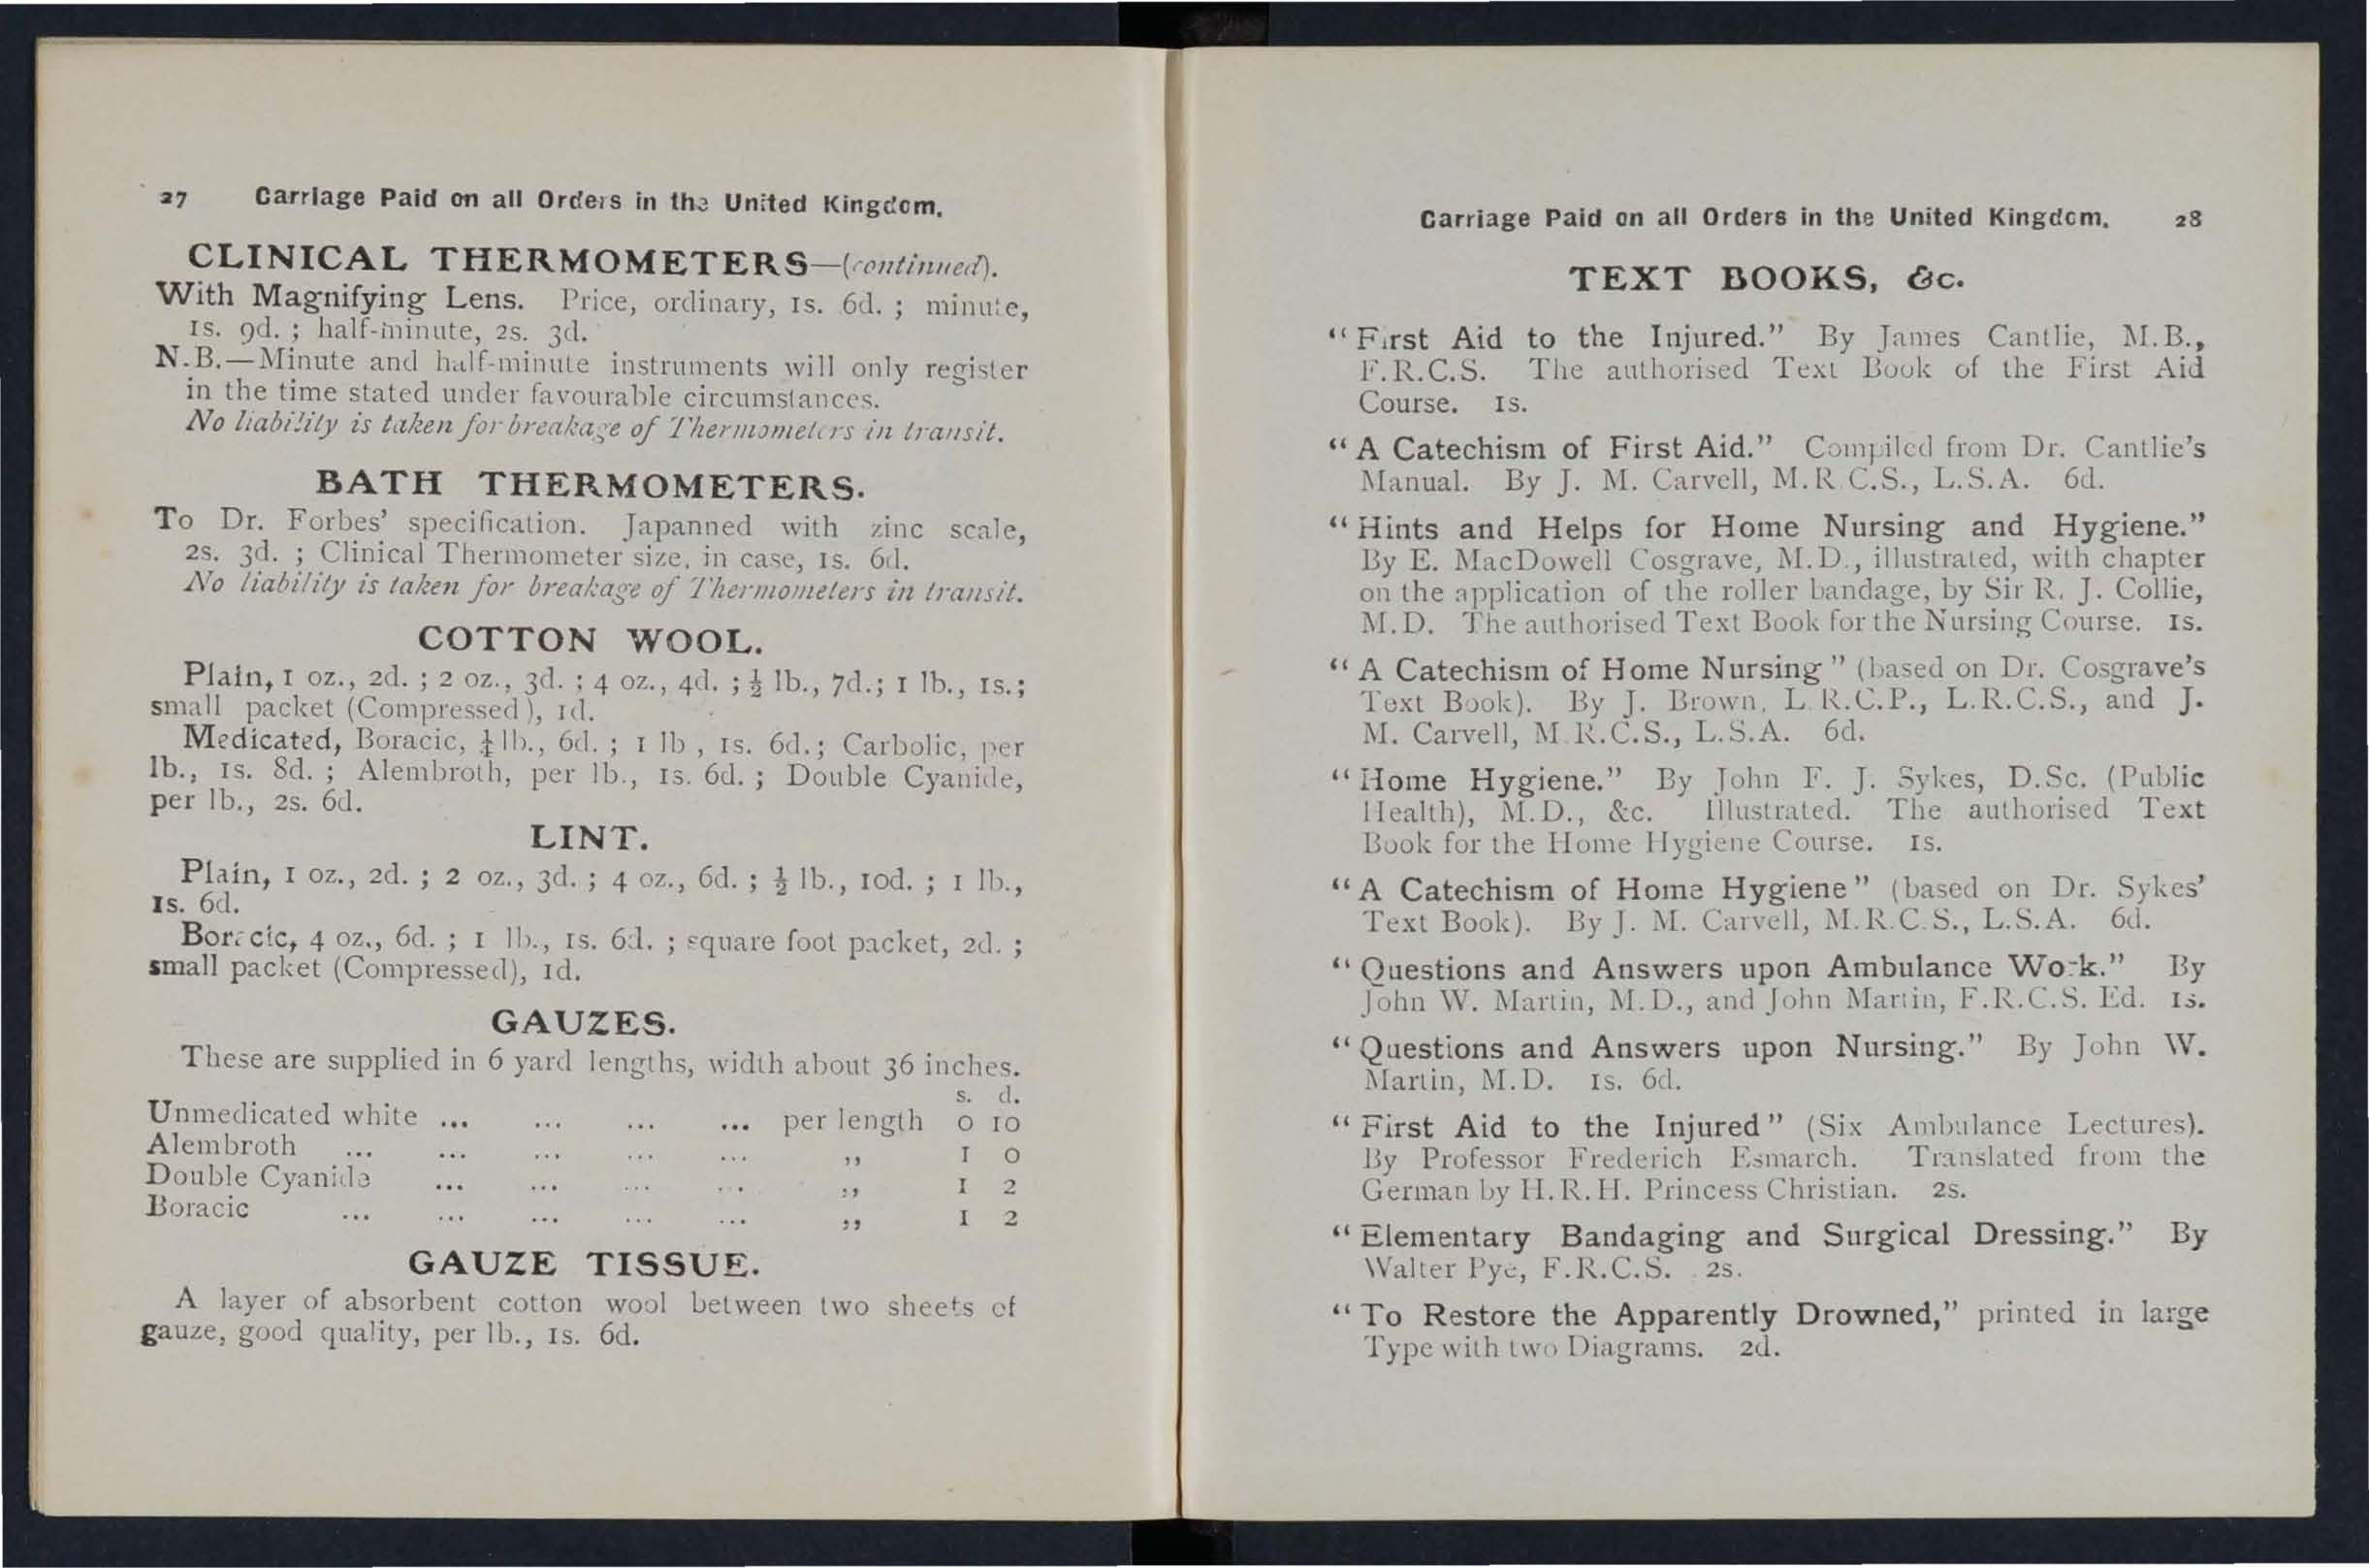 27 Carriage Paid on all Orders in the United Kingdom.
CLINICAL THERMOMETERS—(continued).
With Magnifying Lens. Price, ordinary, 1s. 6d. ; minute,
1s. 9d. ; half-minute, 2s. 3d.
N.B.—Minute and half-minute instruments will only register
in the time stated under favourable circumstances.
No liability is taken for breakage of Thermometers in transit.
BATH THERMOMETERS.
To Dr. Forbes’ specification. Japanned with zinc scale,
2s. 3d. ; Clinical Thermometer size, in case, 1s. 6d.
No liability is taken for breakage of Thermometers in transit.
COTTON WOOL.
Plain, 1 oz., 2d. ; 2 oz., 3d. ; 4 oz., 4d. ; ½ lb., 7d.; 1 lb., 1s.;
small packet (Compressed), 1d.
Medicated, Boracic, ¼ lb., 6d. ; 1 lb , 1s. 6d.; Carbolic, per
lb., 1s. 8d. ; Alembroth, per lb., 1s. 6d. ; Double Cyanide,
per lb., 2s. 6d.
LINT.
Plain, 1 oz., 2d. ; 2 oz., 3d. ; 4 oz., 6d. ; ½ lb., 10d. ; 1 lb.,
1s. 6d.
Boracic, 4 oz., 6d. ; 1 lb., 1s. 6d. ; square foot packet, 2d. ;
small packet (Compressed), 1d.
GAUZES.
These are supplied in 6 yard lengths, width about 36 inches.
s. d.
Unmedicated white ... ... ... ... per length 0 10
Alembroth ... ... ... ... ... ,, 1 0
Double Cyanide ... ... ... ... ,, 1 2
Boracic ... ... ... ... ... ,, 1 2
GAUZE TISSUE.
A layer of absorbent cotton wool between two sheets of
gauze, good quality, per lb., 1s. 6d.
Carriage Paid on all Orders in the United Kingdom. 28
TEXT BOOKS, &c.
“First Aid to the Injured.” By James Cantlie, M.B.,
F.R.C.S. The authorised Text Book of the First Aid
Course. 1s.
“A Catechism of First Aid.” Compiled from Dr. Cantlie’s
Manual. By J. M. Carvell, M.R.C.S., L.S.A. 6d.
“Hints and Helps for Home Nursing and Hygiene.”
By E. MacDowell Cosgrave, M.D., illustrated, with chapter
on the application of the roller bandage, by Sir R. J. Collie,
M.D. The authorised Text Book for the Nursing Course. 1s.
“A Catechism of Home Nursing” (based on Dr. Cosgrave’s
Text Book). By J. Brown, L.R.C.P., L.R.C.S., and J.
M. Carvell, M.R.C.S., L.S.A. 6d.
“Home Hygiene.” By John F. J. Sykes, D.Sc. (Public
Health), M.D., &c. Illustrated. The authorised Text
Book for the Home Hygiene Course. 1s.
“A Catechism of Home Hygiene” (based on Dr. Sykes’
Text Book). By J. M. Carvell, M.R.C.S., L.S.A. 6d.
“Questions and Answers upon Ambulance Work.” By
John W. Martin, M.D., and John Martin, F.R.C.S. Ed. 1s.
“Questions and Answers upon Nursing.” By John W.
Martin, M.D. 1s. 6d.
“First Aid to the Injured” (Six Ambulance Lectures).
By Professor Frederich Esmarch. Translated from the
German by H.R.H. Princess Christian. 2s.
“Elementary Bandaging and Surgical Dressing.” By
Walter Pye, F.R.C.S. 2s.
“To Restore the Apparently Drowned,” printed in large
Type with two Diagrams. 2d.